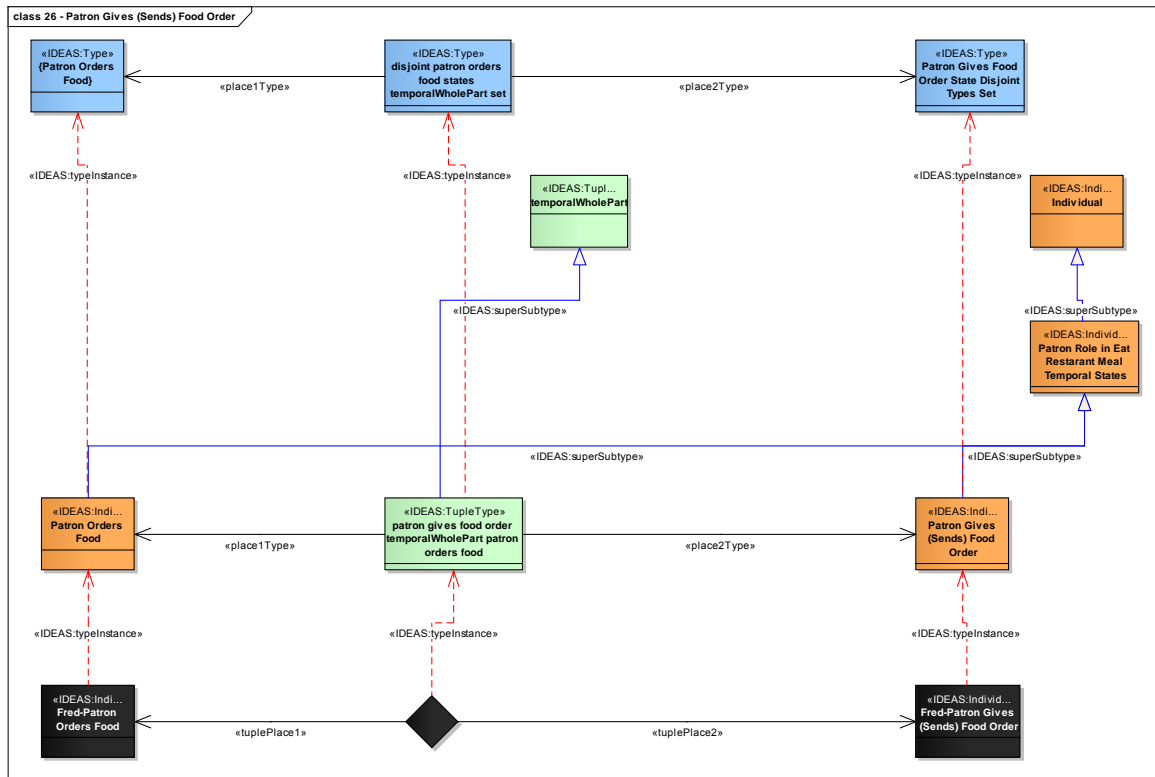 class 26 - Patron Gives (Sends) Food Order
«IDEAS:Type»
{Patron Orders
Food}
«IDEAS:Type»
disjoint patron orders
food states
temporalWholePart set
«IDEAS:Type»
Patron Gives Food
Order State Disjoint
Types Set
«place1Type»
«place2Type»
«IDEAS:typeInstance»
«IDEAS:typeInstance»
«IDEAS:typeInstance»
«IDEAS:Tupl...
temporalWholePart
«IDEAS:Indi...
Individual
«IDEAS:superSubtype»
«IDEAS:superSubtype»
«IDEAS:Individ...
Patron Role in Eat
Restarant Meal
Temporal States
«IDEAS:superSubtype»
«IDEAS:superSubtype»
«IDEAS:Indi...
Patron Orders
Food
«IDEAS:TupleType»
patron gives food order
temporalWholePart patron
orders food
«IDEAS:Indi...
Patron Gives
(Sends) Food
Order
«place1Type»
«place2Type»
«IDEAS:typeInstance»
«IDEAS:typeInstance»
«IDEAS:typeInstance»
«IDEAS:Indi...
Fred-Patron
Orders Food
«IDEAS:Individ...
Fred-Patron Gives
(Sends) Food Order
«tuplePlace1»
«tuplePlace2»